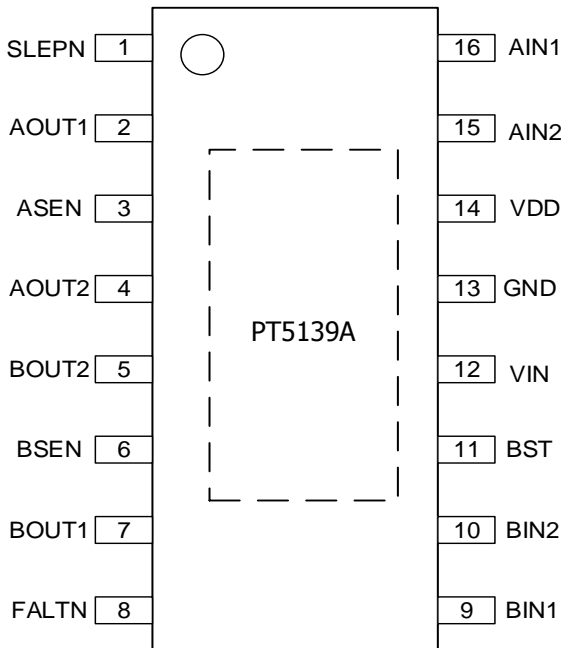 SLEPN 1 16 AIN1
AOUT1 2 15 AIN2
ASEN 3 14 VDD
AOUT2 4 13 GND
PT5139A
BOUT2 5 12 VIN
BSEN 6 11 BST
BOUT1 7 10 BIN2
FALTN 8 9 BIN1